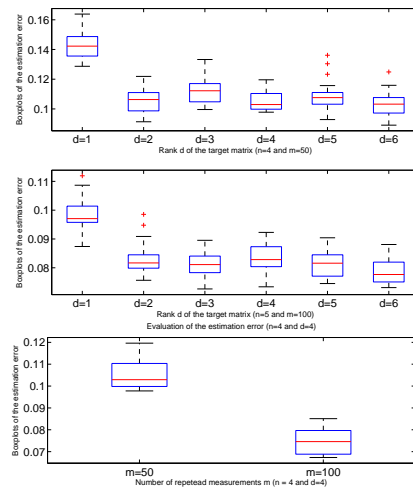 Boxplots of the estimation error
0.16
0.14
0.12
0.1
d=1 d=2 d=3 d=4 d=5 d=6
Rank d of the target matrix (n=4 and m=50)
Boxplots of the estimation error
0.11
0.1
0.09
0.08
d=1 d=2 d=3 d=4 d=5 d=6
Rank d of the target matrix (n=5 and m=100)
Evaluation of the estimation error (n=4 and d=4)
Boxplots of the estimation error
0.12
0.11
0.1
0.09
0.08
0.07
m=50 m=100
Number of repetead measurements m (n = 4 and d=4)